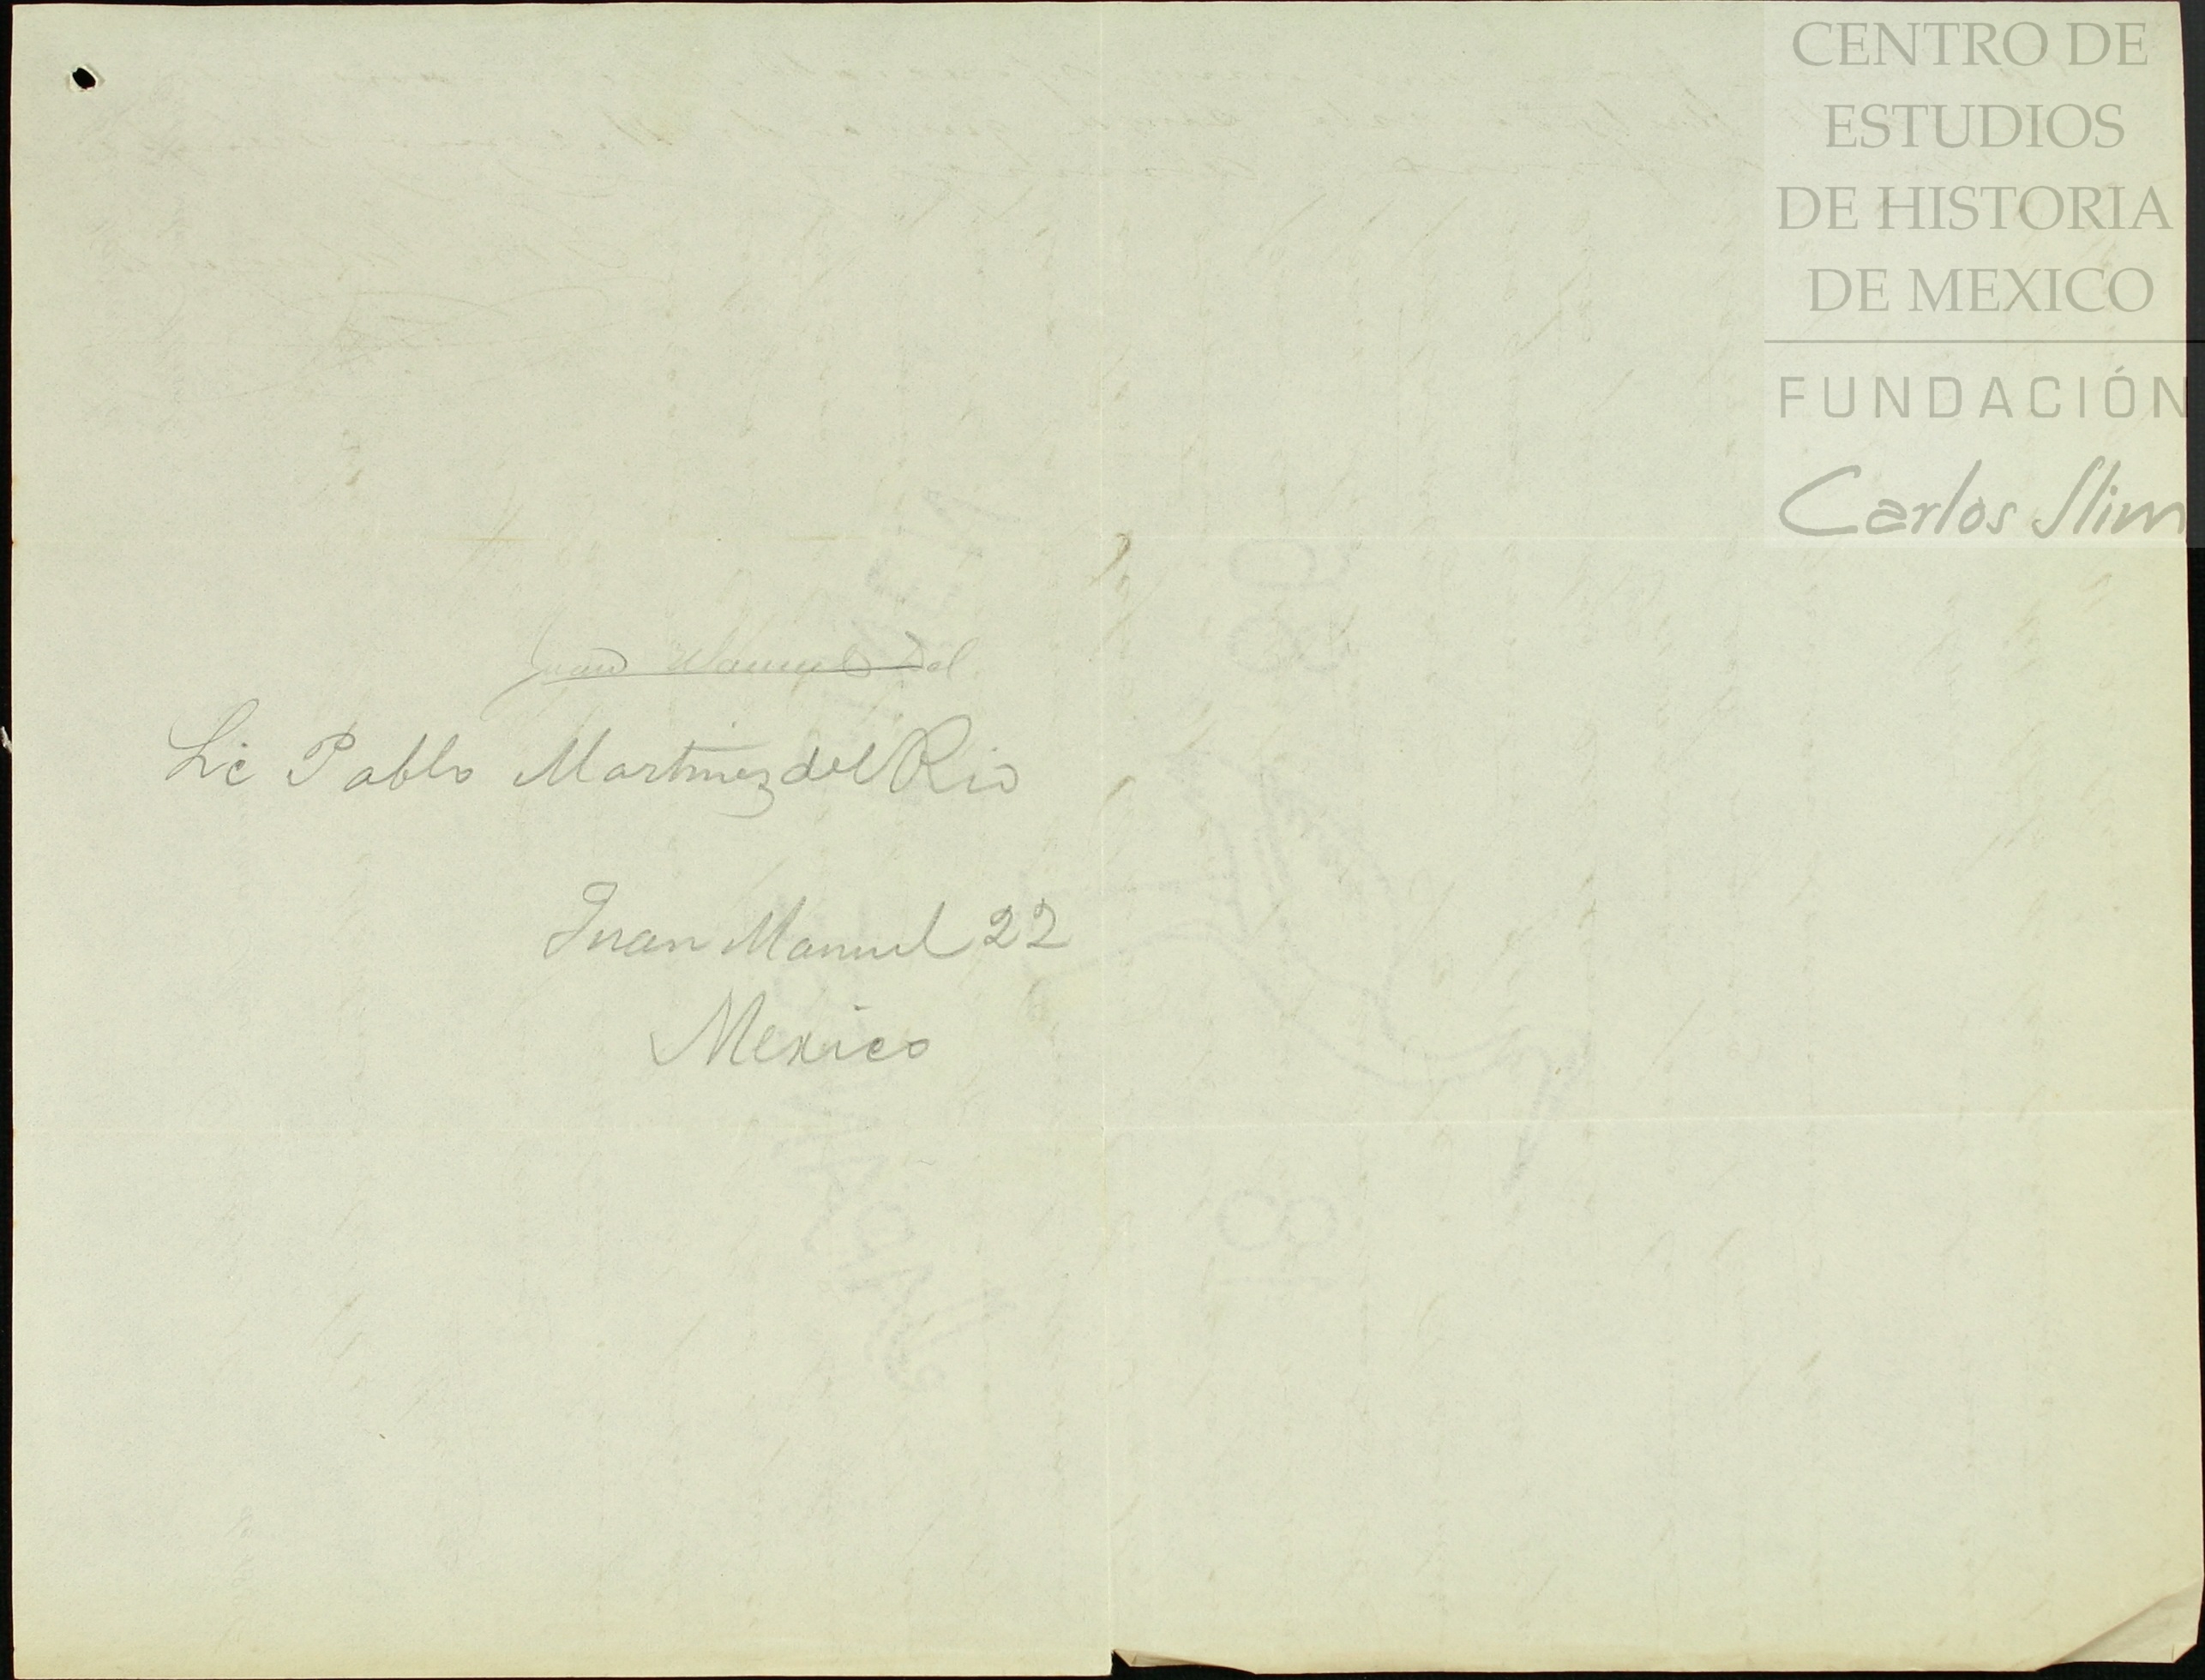 CENTRO DE
ESTUDIOS
DE HISTORIA
DE MEXICO
FUNDACIÓN
Carlos Slim
Juan Manuel Del
Lic Pablo Martinez del Rio
Juan Manuel 22
Mexico